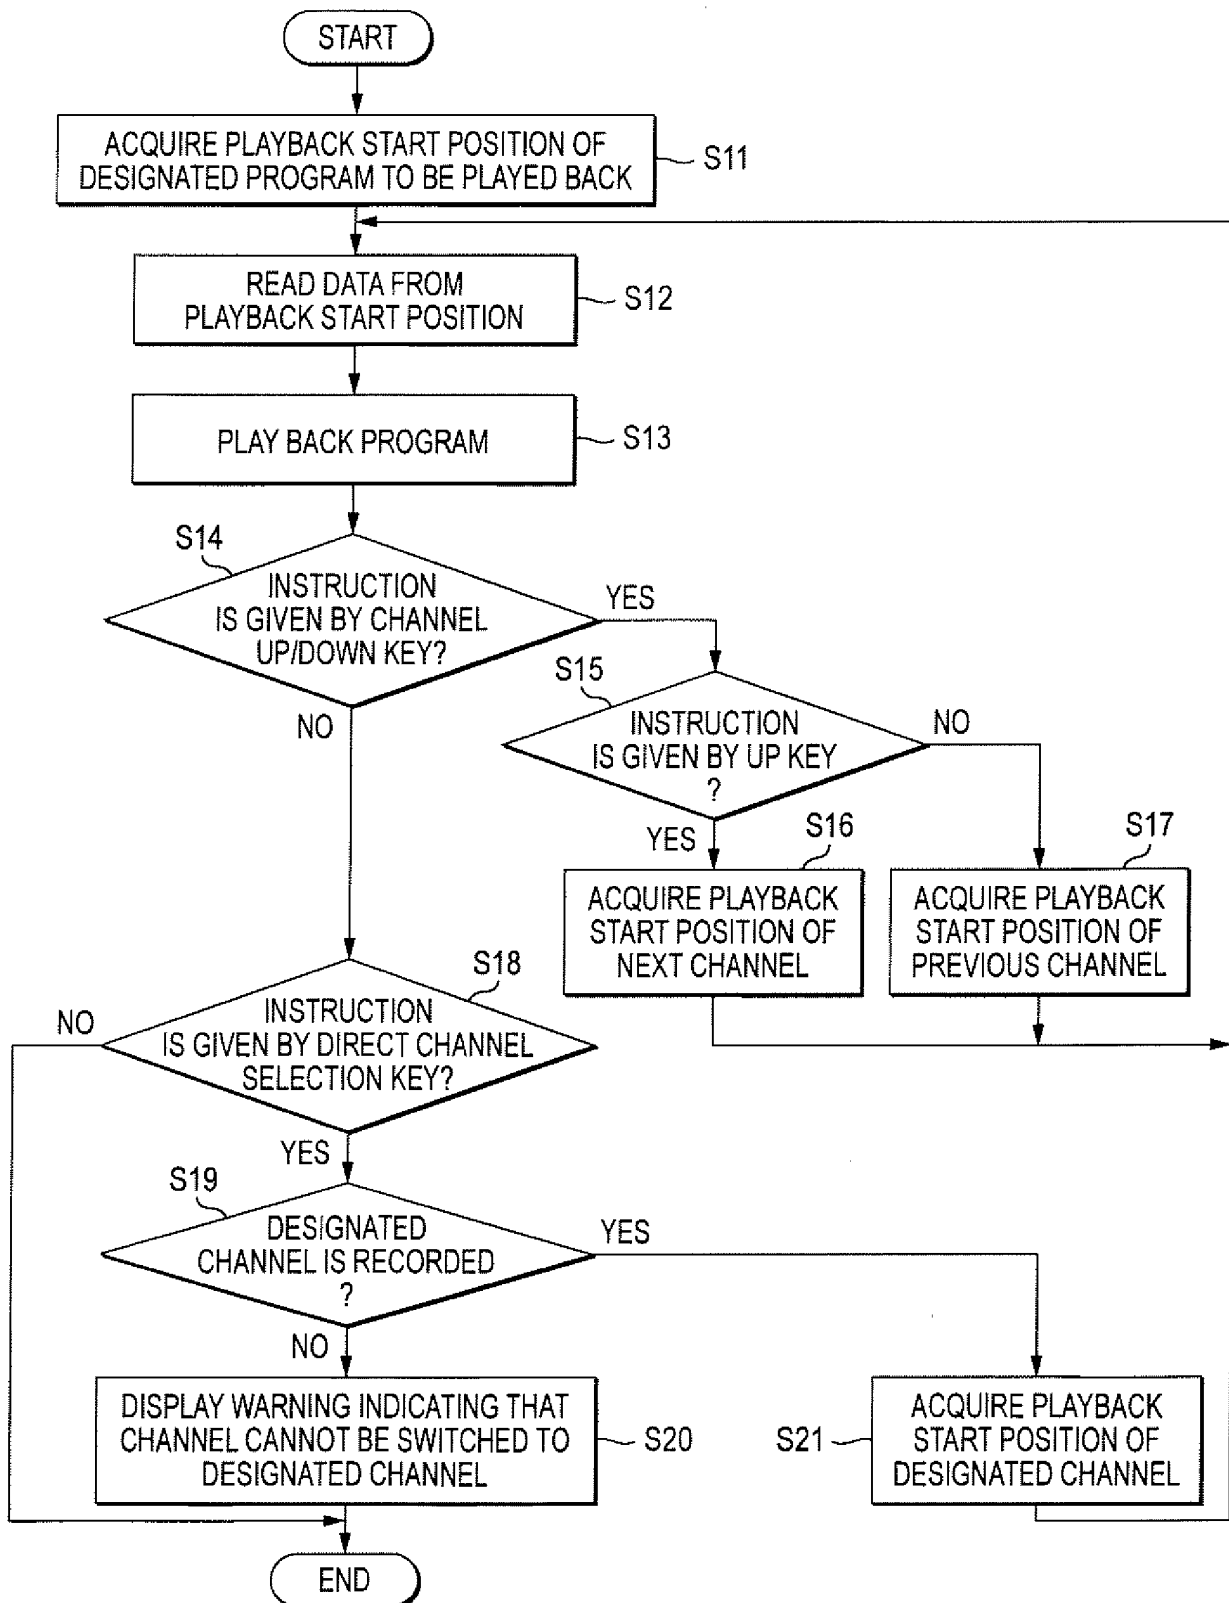 START
ACQUIRE PLAYBACK START POSITION OF
DESIGNATED PROGRAM TO BE PLAYED BACK
S11
READ DATA FROM
PLAYBACK START POSITION
S12
PLAY BACK PROGRAM
S13
S14
INSTRUCTION
IS GIVEN BY CHANNEL
UP/DOWN KEY?
YES
NO
S15
INSTRUCTION
IS GIVEN BY UP KEY
?
NO
YES
S16
ACQUIRE PLAYBACK
START POSITION OF
NEXT CHANNEL
S17
ACQUIRE PLAYBACK
START POSITION OF
PREVIOUS CHANNEL
S18
INSTRUCTION
IS GIVEN BY DIRECT CHANNEL
SELECTION KEY?
NO
YES
S19
DESIGNATED
CHANNEL IS RECORDED
?
YES
NO
DISPLAY WARNING INDICATING THAT
CHANNEL CANNOT BE SWITCHED TO
DESIGNATED CHANNEL
S20
S21
ACQUIRE PLAYBACK
START POSITION OF
DESIGNATED CHANNEL
END